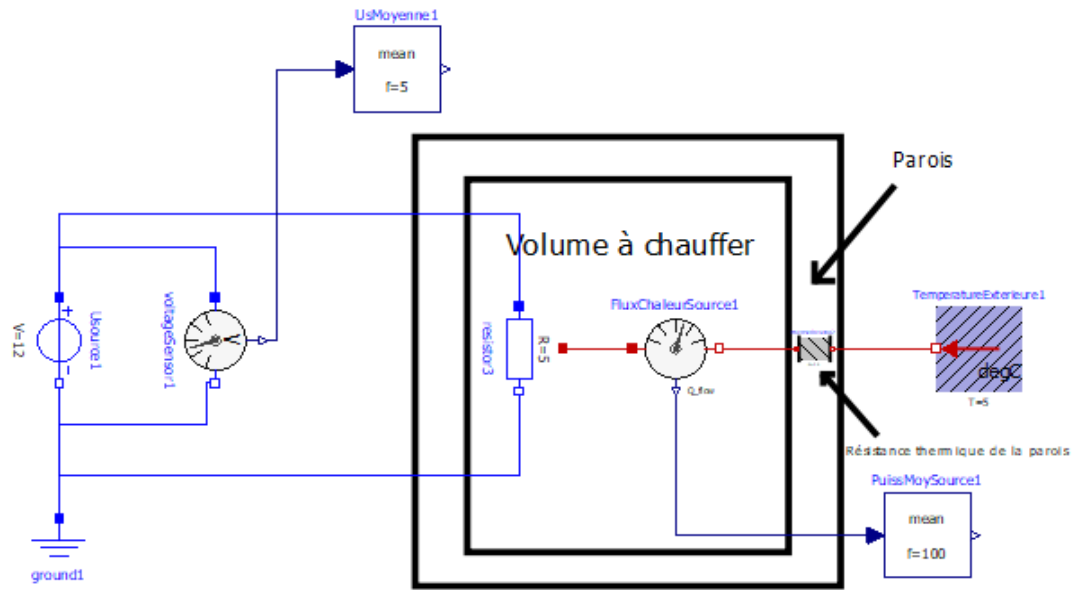 UsMoyenne1
mean
f=5
Parois
Volume à chauffer
FluxChaleurSource1
TemperatureExterieure1
Usource1
V=12
voltageSensor1
resistor3
R=5
degC
Q_flow
T=5
Résistance thermique de la parois
PuissMoySource1
mean
f=100
ground1
+
−